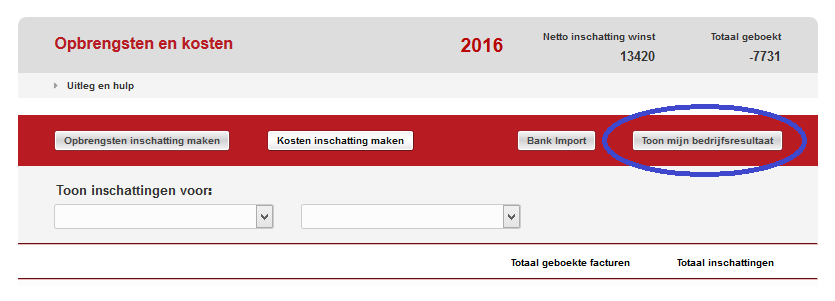 Opbrengsten en kosten
2016
Netto inschatting winst
13420
Totaal geboekt
-7731
Uitleg en hulp
Opbrengsten inschatting maken
Kosten inschatting maken
Bank Import
Toon mijn bedrijfsresultaat
Toon inschattingen voor:
Totaal geboekte facturen
Totaal inschattingen